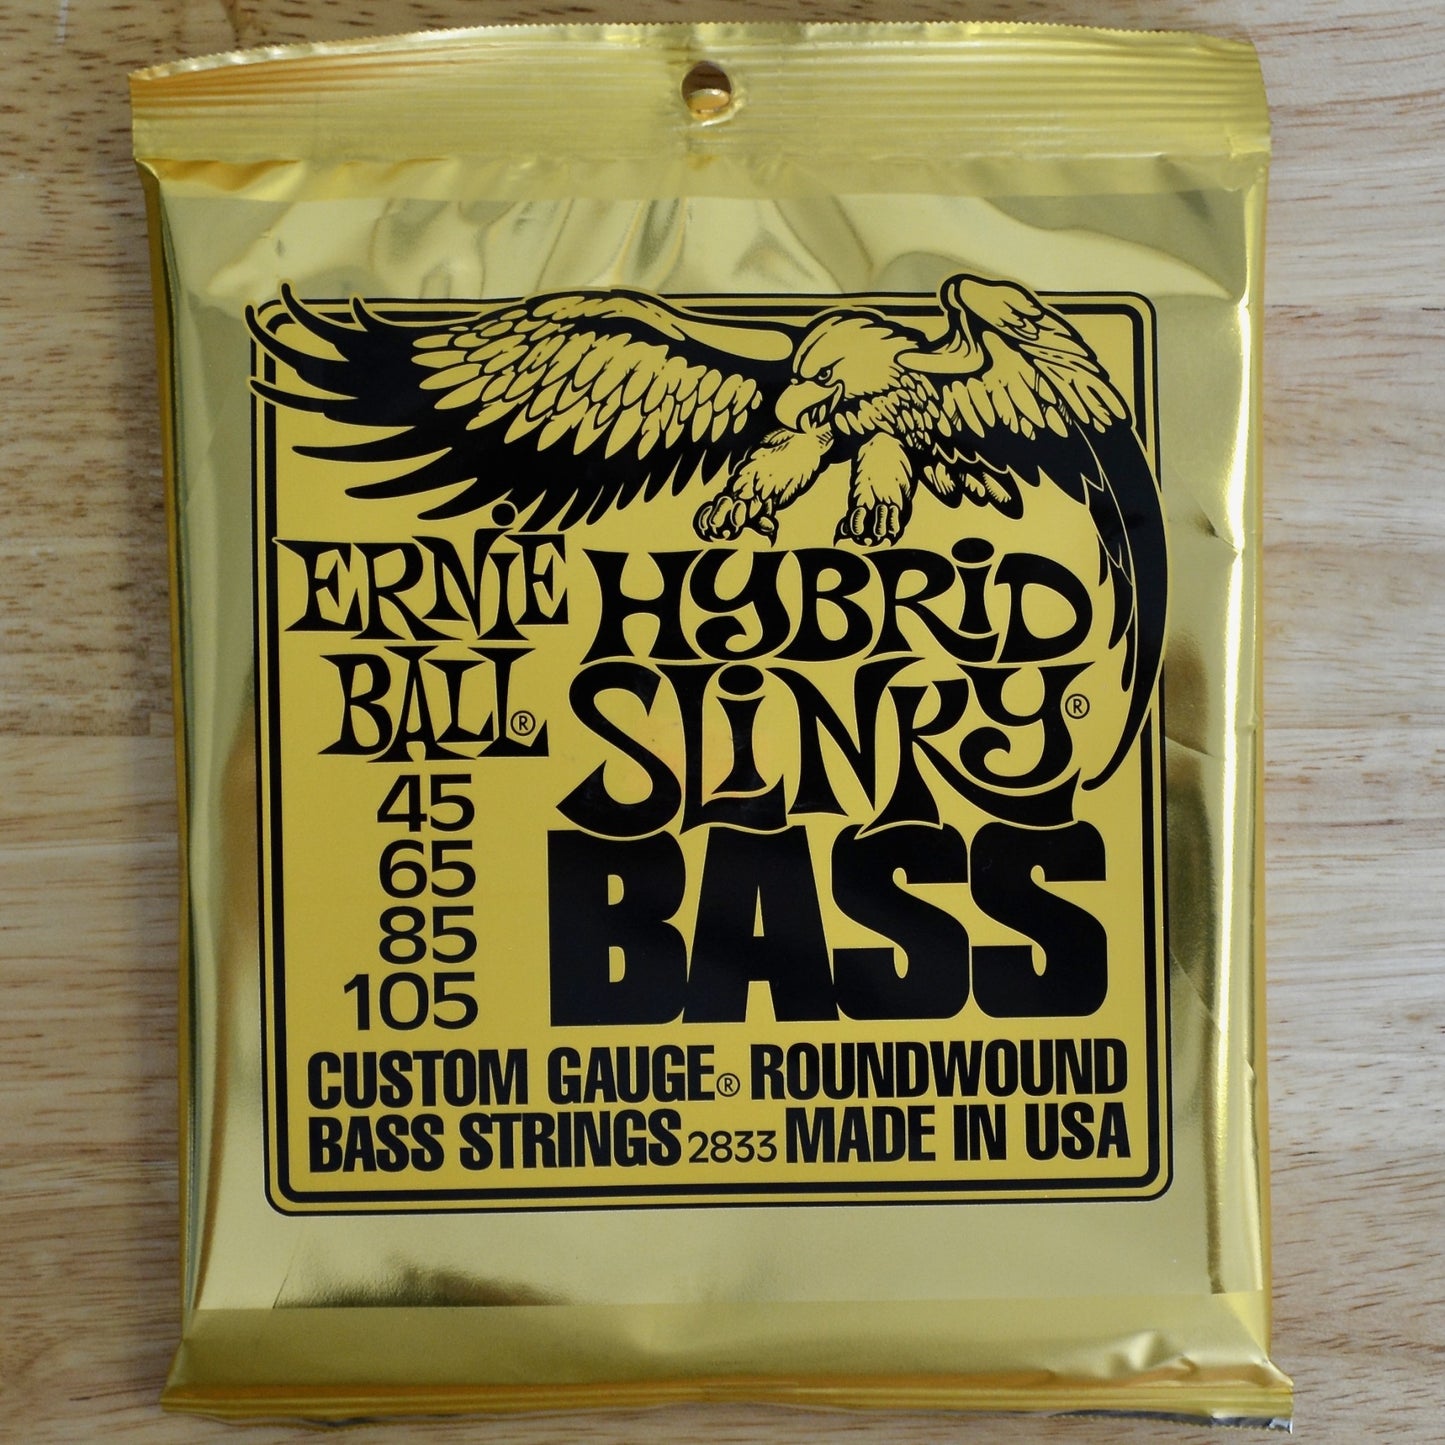 ERNIE BALL®
HYBRID SLINKY®
BASS
45
65
85
105
CUSTOM GAUGE® ROUNDWOUND
BASS STRINGS 2833 MADE IN USA